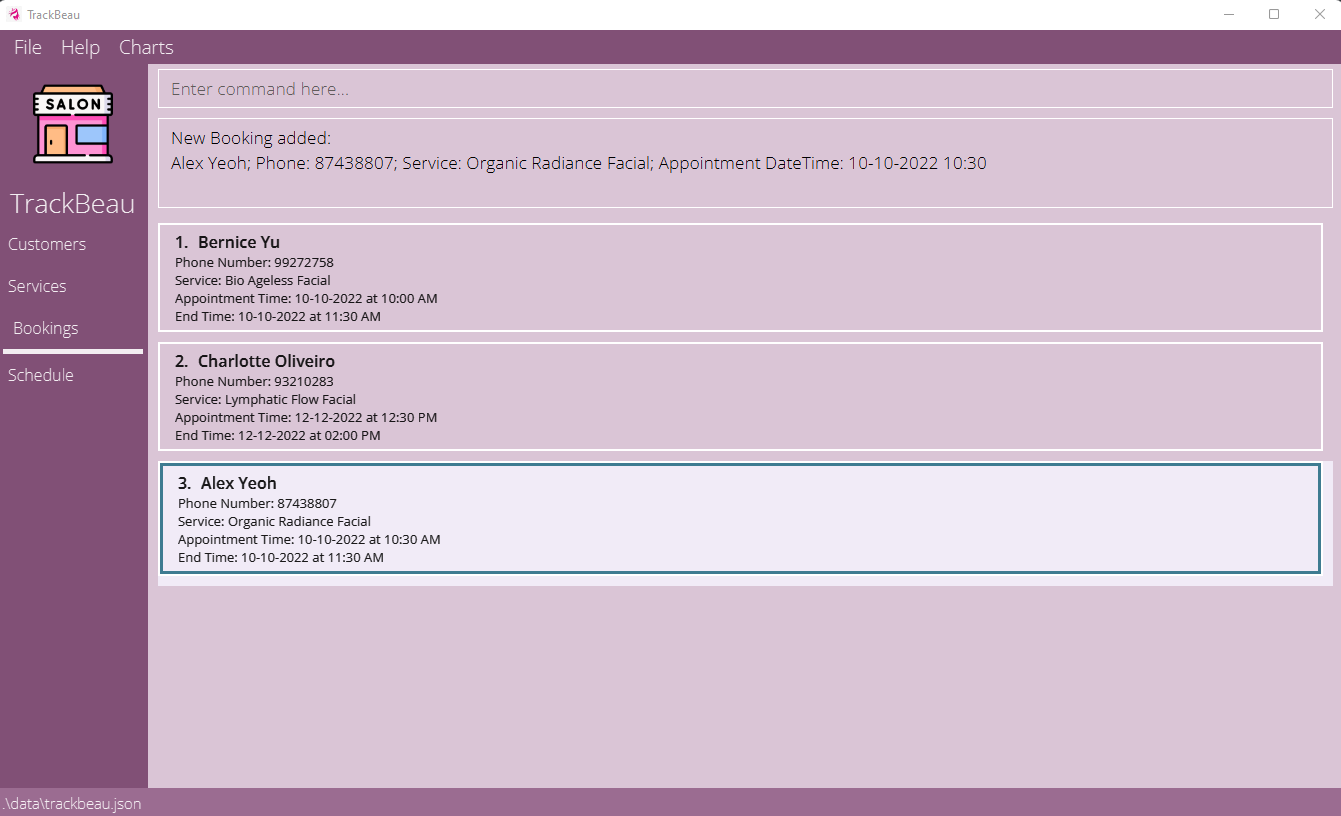 TrackBeau
File Help Charts
SALON
TrackBeau
Customers
Services
Bookings
Schedule
Enter command here...
New Booking added:
Alex Yeoh; Phone: 87438807; Service: Organic Radiance Facial; Appointment DateTime: 10-10-2022 10:30
1. Bernice Yu
Phone Number: 99272758
Service: Bio Ageless Facial
Appointment Time: 10-10-2022 at 10:00 AM
End Time: 10-10-2022 at 11:30 AM
2. Charlotte Oliveiro
Phone Number: 93210283
Service: Lymphatic Flow Facial
Appointment Time: 12-12-2022 at 12:30 PM
End Time: 12-12-2022 at 02:00 PM
3. Alex Yeoh
Phone Number: 87438807
Service: Organic Radiance Facial
Appointment Time: 10-10-2022 at 10:30 AM
End Time: 10-10-2022 at 11:30 AM
.\data\trackbeau.json